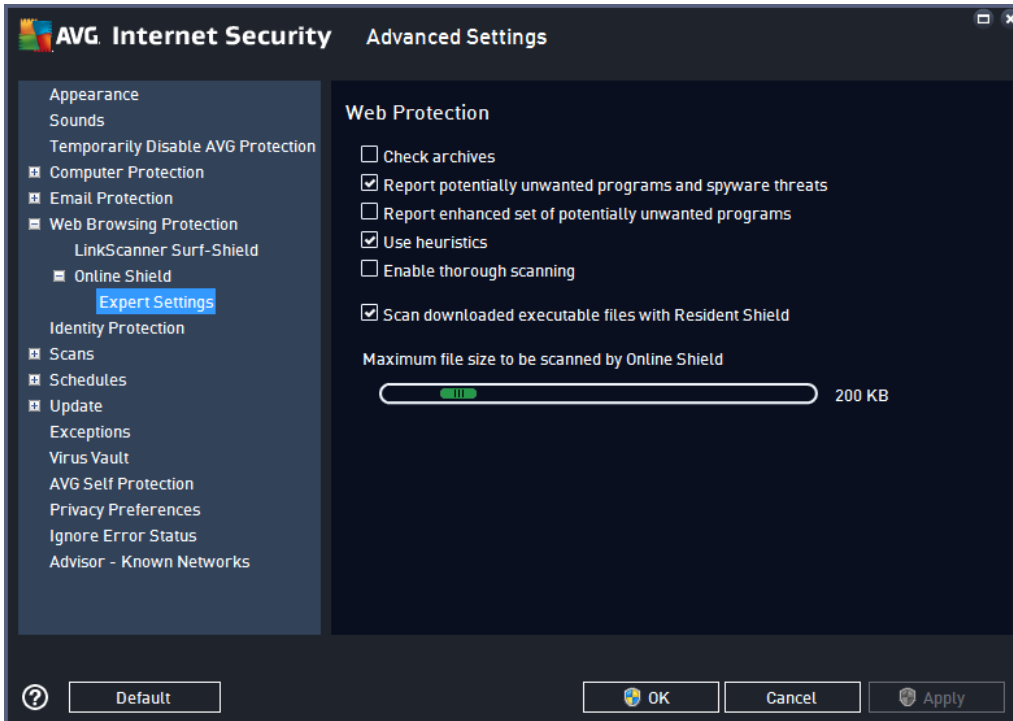 AVG. Internet Security Advanced Settings
Appearance
Sounds
Temporarily Disable AVG Protection
Computer Protection
Email Protection
Web Browsing Protection
LinkScanner Surf-Shield
Online Shield
Expert Settings
Identity Protection
Scans
Schedules
Update
Exceptions
Virus Vault
AVG Self Protection
Privacy Preferences
Ignore Error Status
Advisor - Known Networks
Web Protection
Check archives
Report potentially unwanted programs and spyware threats
Report enhanced set of potentially unwanted programs
Use heuristics
Enable thorough scanning
Scan downloaded executable files with Resident Shield
Maximum file size to be scanned by Online Shield
200 KB
? Default OK Cancel Apply